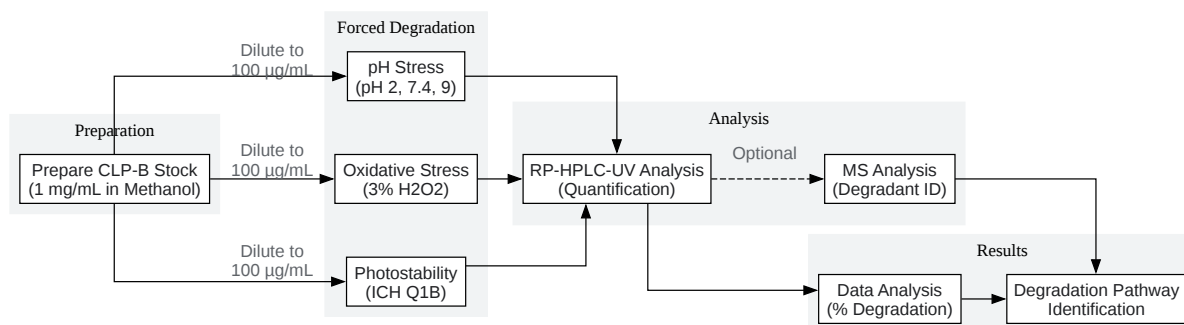 Forced Degradation
Dilute to
100 µg/mL
pH Stress
(pH 2, 7.4, 9)
Preparation
Prepare CLP-B Stock
(1 mg/mL in Methanol)
Dilute to
100 µg/mL
Oxidative Stress
(3% H2O2)
Analysis
RP-HPLC-UV Analysis
(Quantification)
Optional
MS Analysis
(Degradant ID)
Dilute to
100 µg/mL
Photostability
(ICH Q1B)
Results
Data Analysis
(% Degradation)
Degradation Pathway
Identification